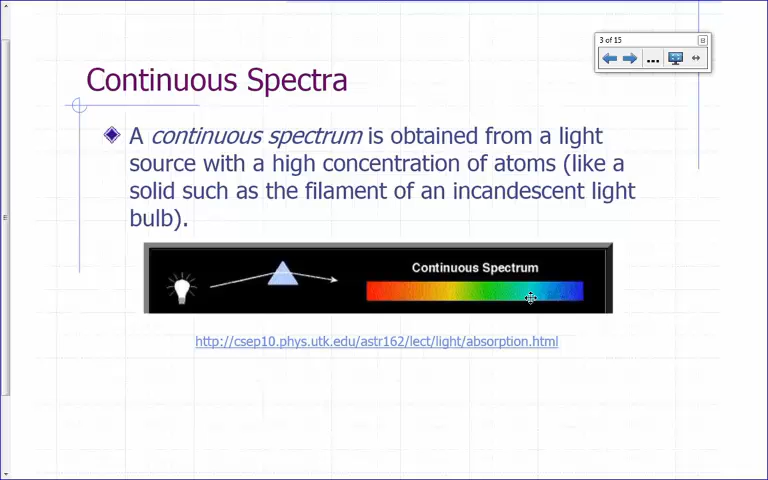 3 of 15
Continuous Spectra
A continuous spectrum is obtained from a light
source with a high concentration of atoms (like a
solid such as the filament of an incandescent light
bulb).
Continuous Spectrum
http://csep10.phys.utk.edu/astr162/lect/light/absorption.html